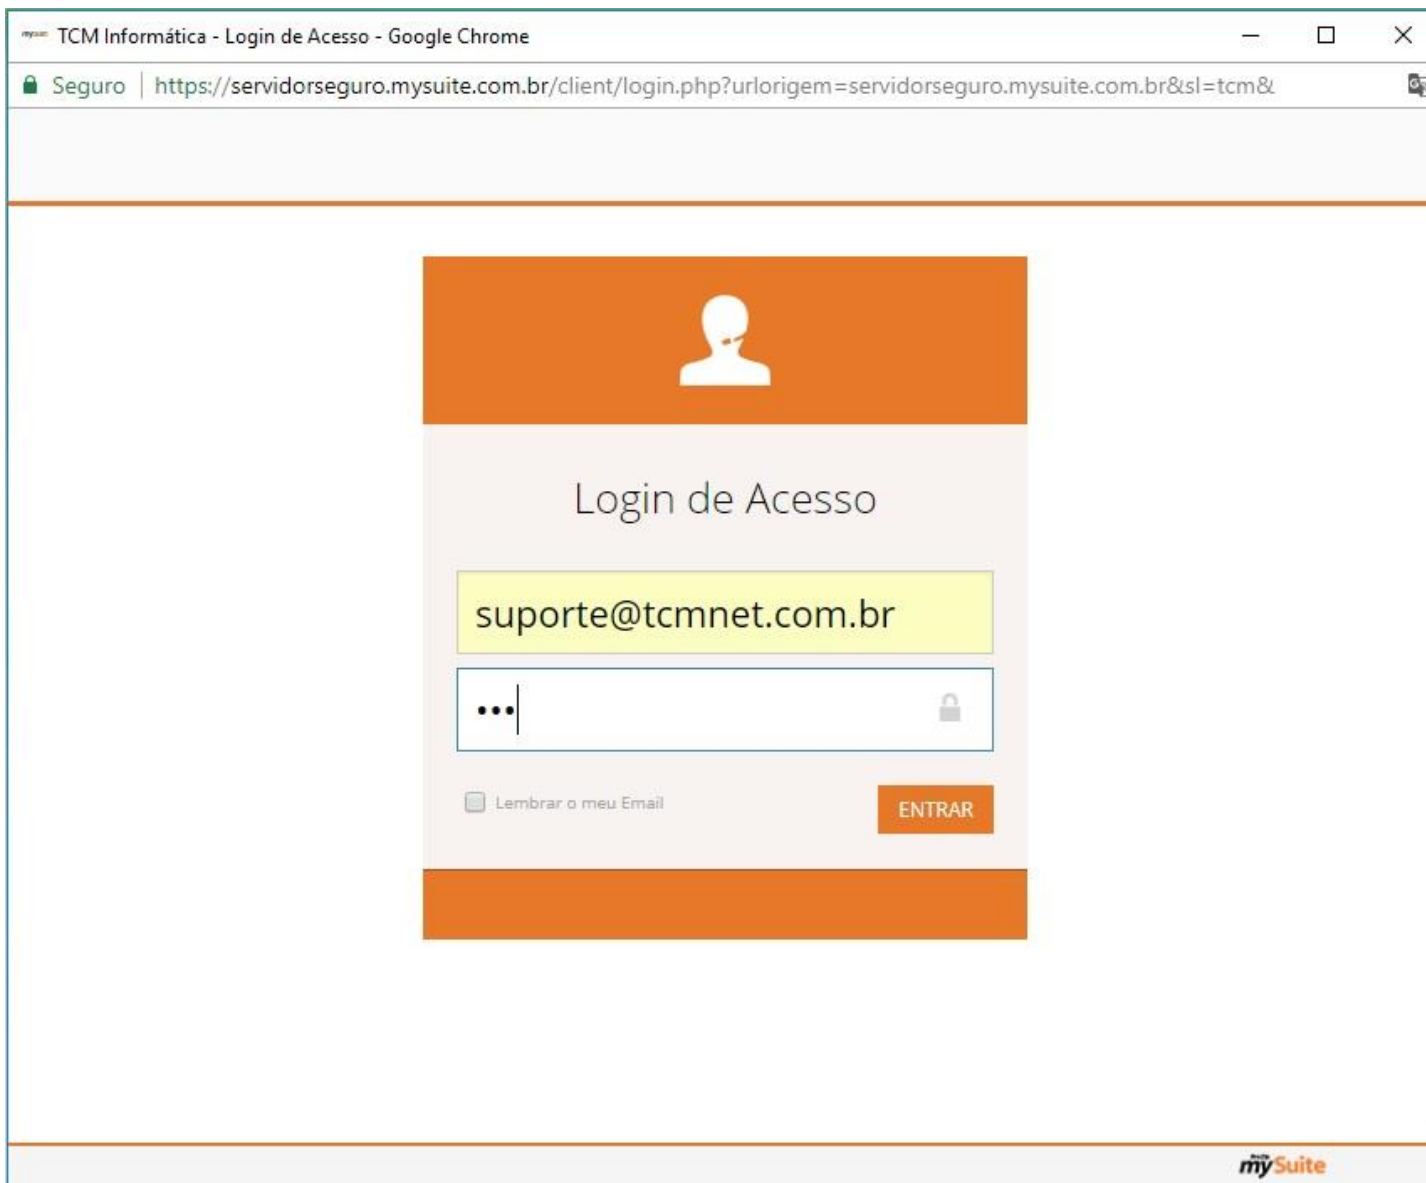 TCM Informática - Login de Acesso - Google Chrome
Seguro | https://servidorseguro.mysuite.com.br/client/login.php?urlorigem=servidorseguro.mysuite.com.br&sl=tcm&
Login de Acesso
suporte@tcmnet.com.br
•••
Lembrar o meu Email
ENTRAR
mySuite